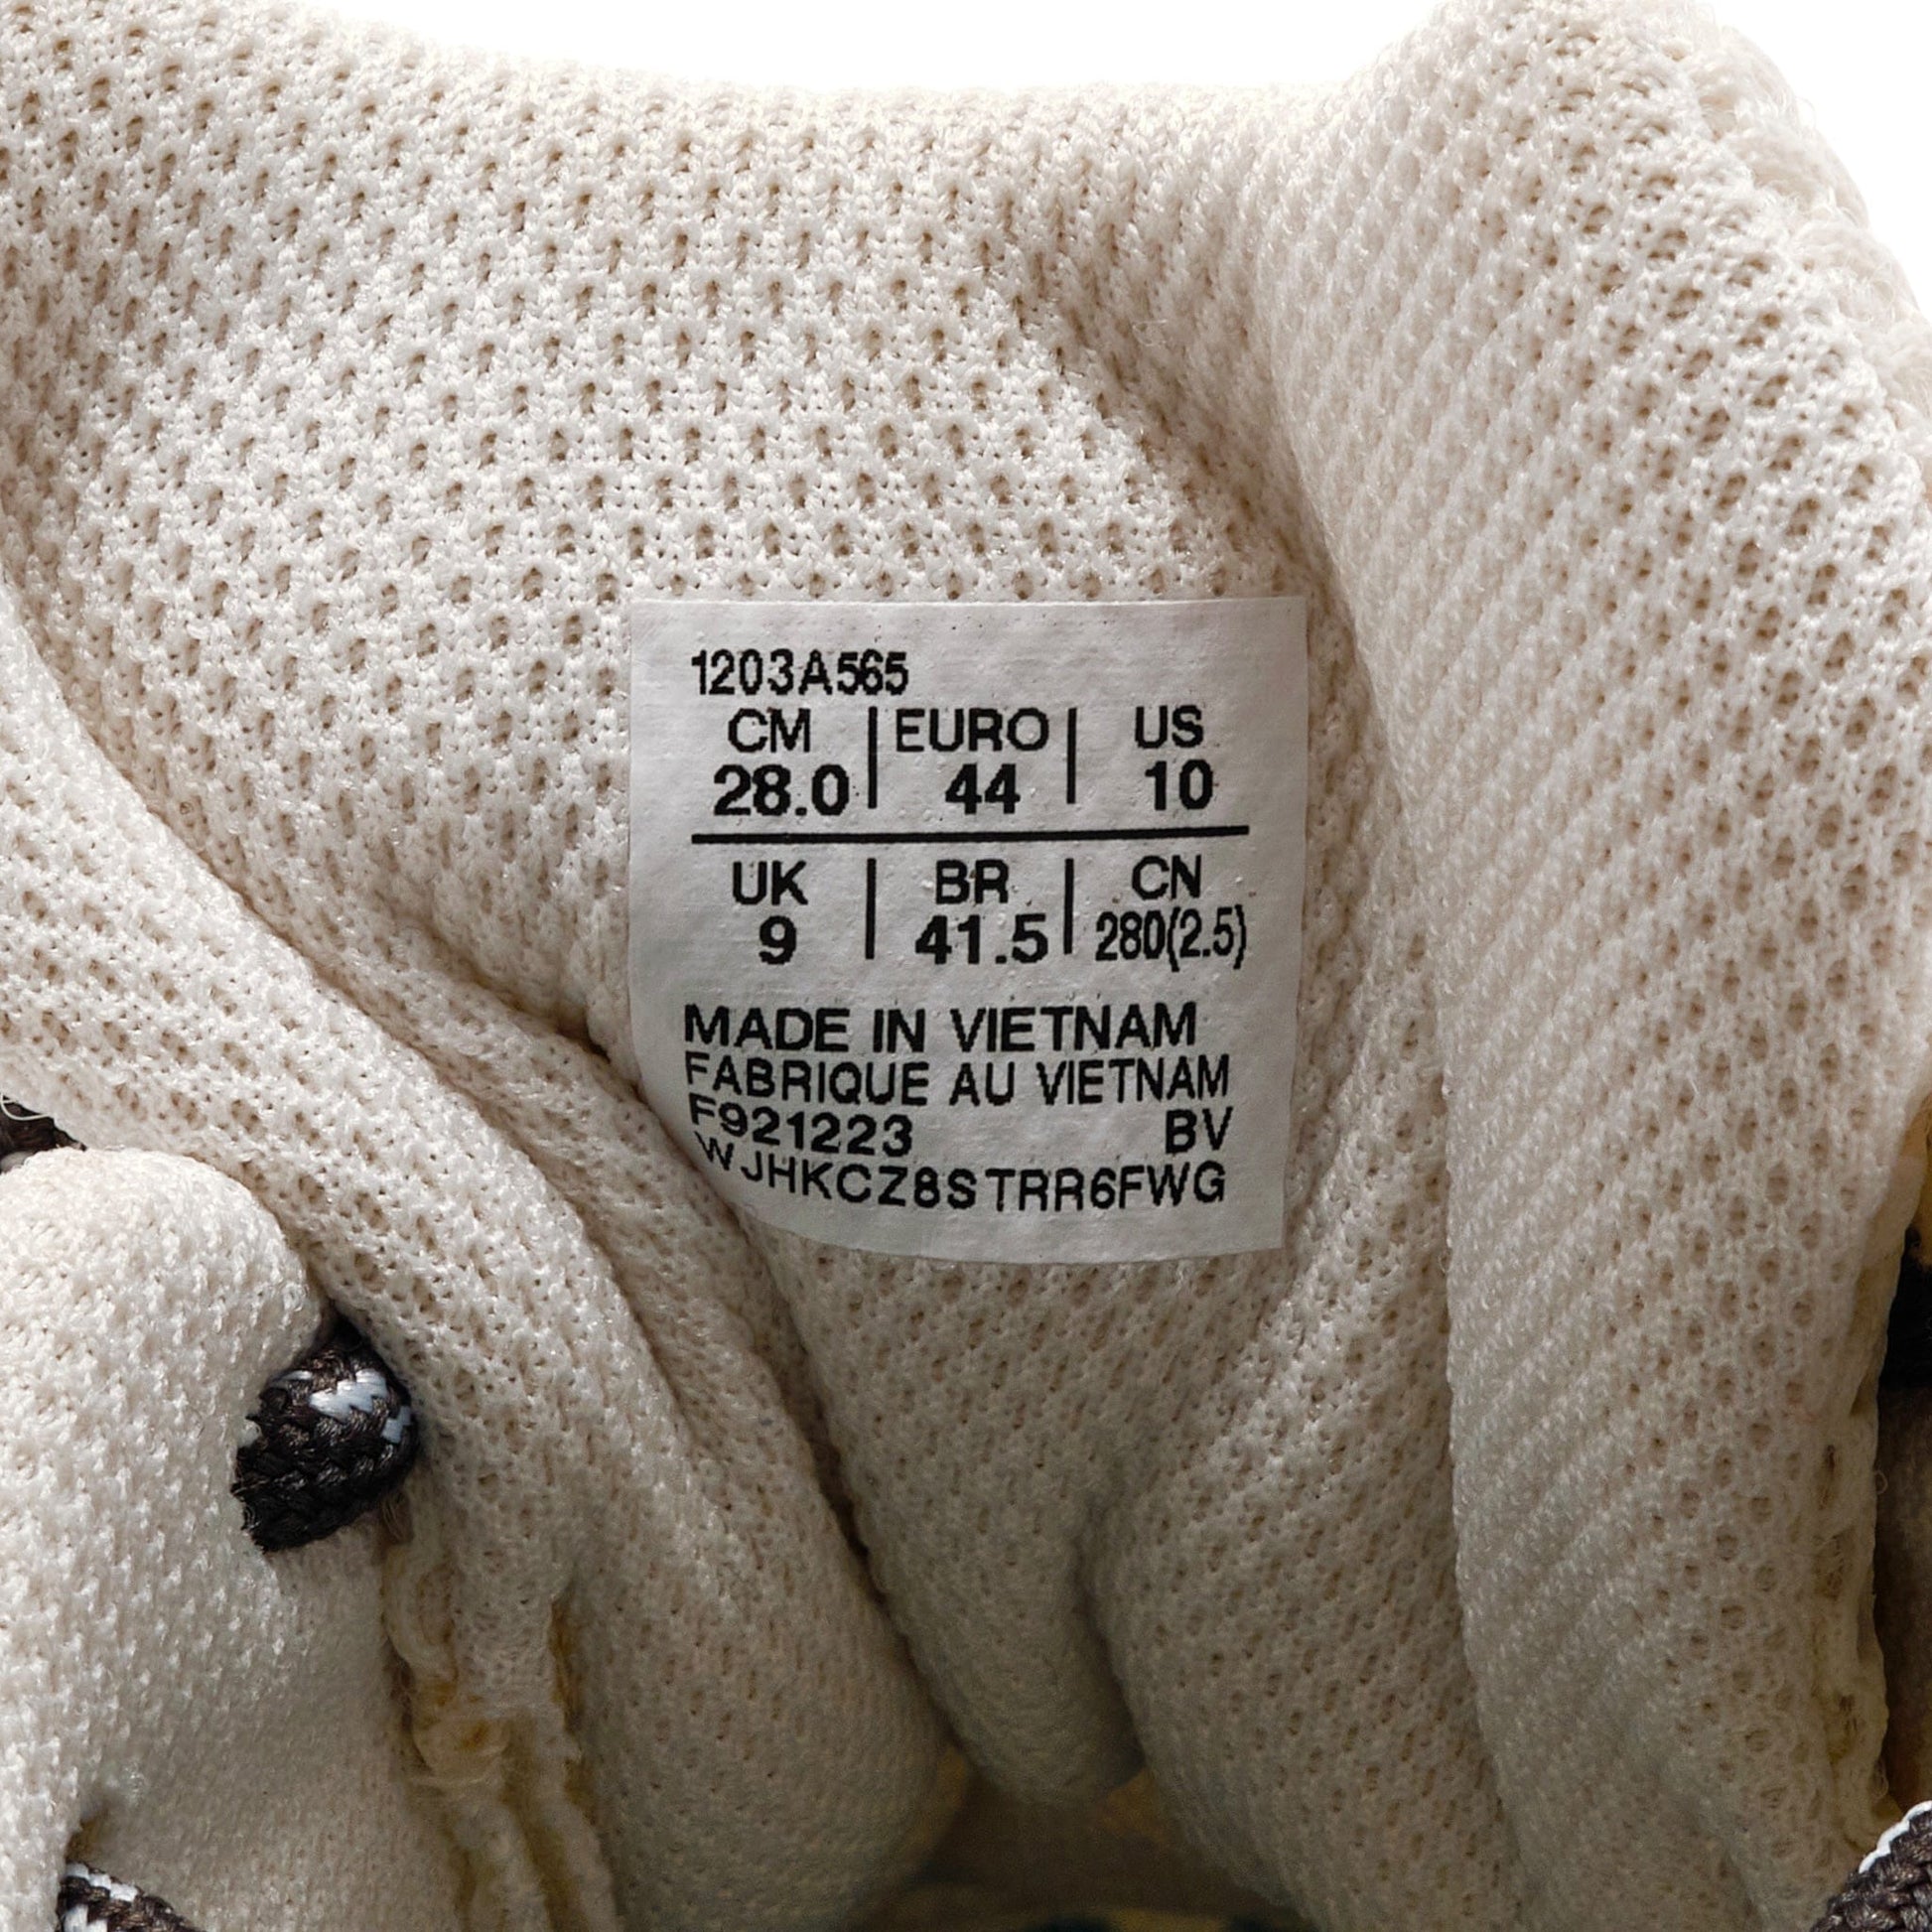 1203A565
CM | EURO | US
28.0 | 44 | 10
UK | BR | CN
9 | 41.5 | 280(2.5)
MADE IN VIETNAM
FABRIQUE AU VIETNAM
F921223 BV
WJHKCZ8STRR6FWG